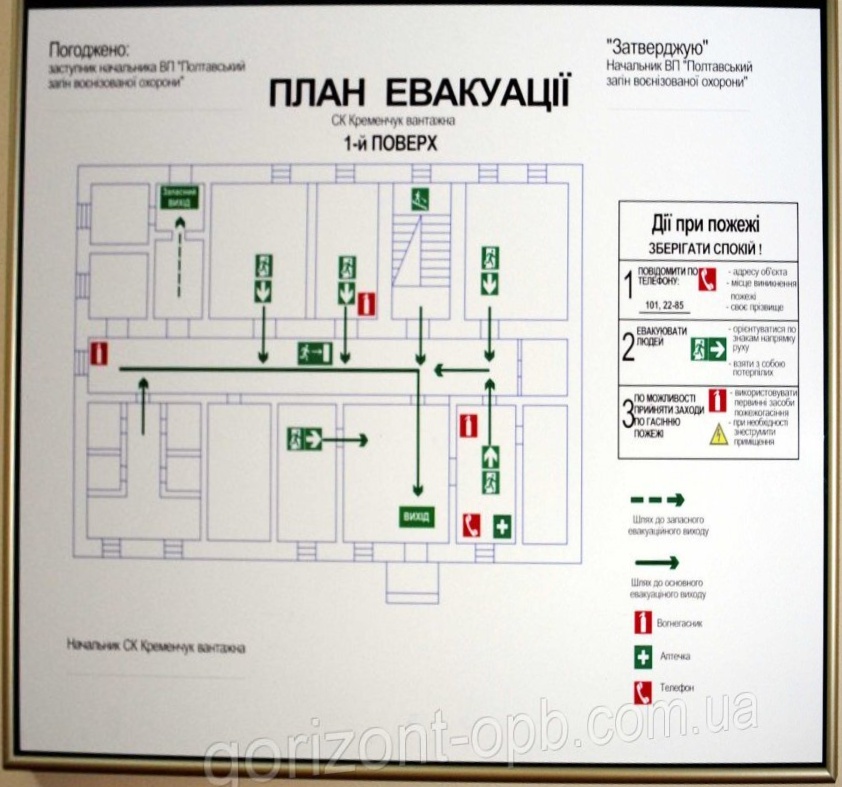 Погоджено:
заступник начальника ВП "Полтавський
загін воєнізованої охорони"
"Затверджую"
Начальник ВП "Полтавський
загін воєнізованої охорони"
ПЛАН ЕВАКУАЦІЇ
СК Кременчук вантажна
1-й ПОВЕРХ
Запасний
ВИХІД
ВИХІД
Дії при пожежі
ЗБЕРІГАТИ СПОКІЙ !
1 ПОВІДОМИТИ ПО
ТЕЛЕФОНУ:
101, 22-85
- адресу об'єкта
- місце виникнення
пожежі
- своє прізвище
2 ЕВАКУЮВАТИ
ЛЮДЕЙ
- орієнтуватися по
знакам напрямку
руху
- взяти з собою
потерпілих
3 ПО МОЖЛИВОСТІ
ПРИЙНЯТИ ЗАХОДИ
ПО ГАСІННЮ
ПОЖЕЖІ
- використовувати
первинні засоби
пожежогасіння
- при необхідності
знеструмити
приміщення
Шлях до запасного
евакуаційного виходу
Шлях до основного
евакуаціного виходу
Вогнегасник
Аптечка
Телефон
Начальник СК Кременчук вантажна
gorizont-opb.com.ua